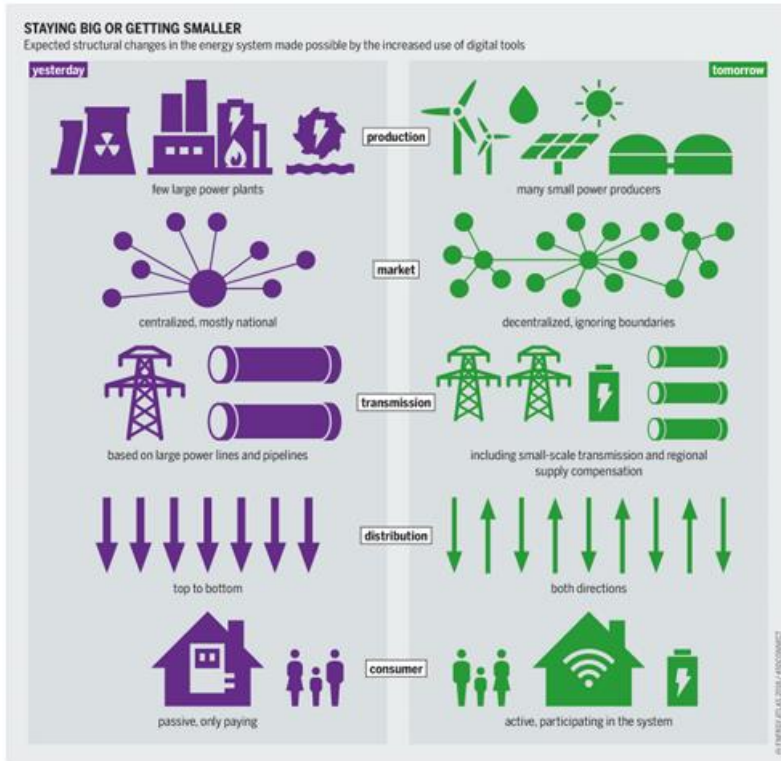 STAYING BIG OR GETTING SMALLER
Expected structural changes in the energy system made possible by the increased use of digital tools
yesterday
tomorrow
production
few large power plants
many small power producers
market
centralized, mostly national
decentralized, ignoring boundaries
transmission
based on large power lines and pipelines
including small-scale transmission and regional
supply compensation
distribution
top to bottom
both directions
consumer
passive, only paying
active, participating in the system